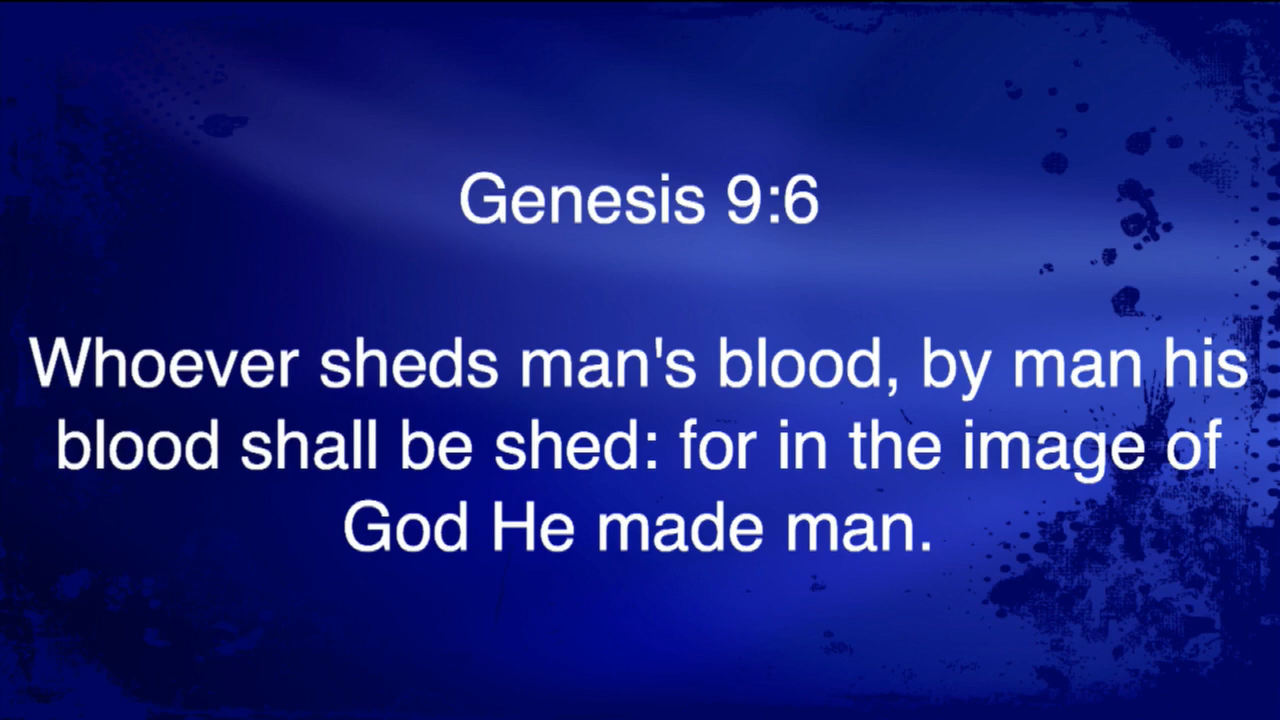 Genesis 9:6
Whoever sheds man's blood, by man his
blood shall be shed: for in the image of
God He made man.